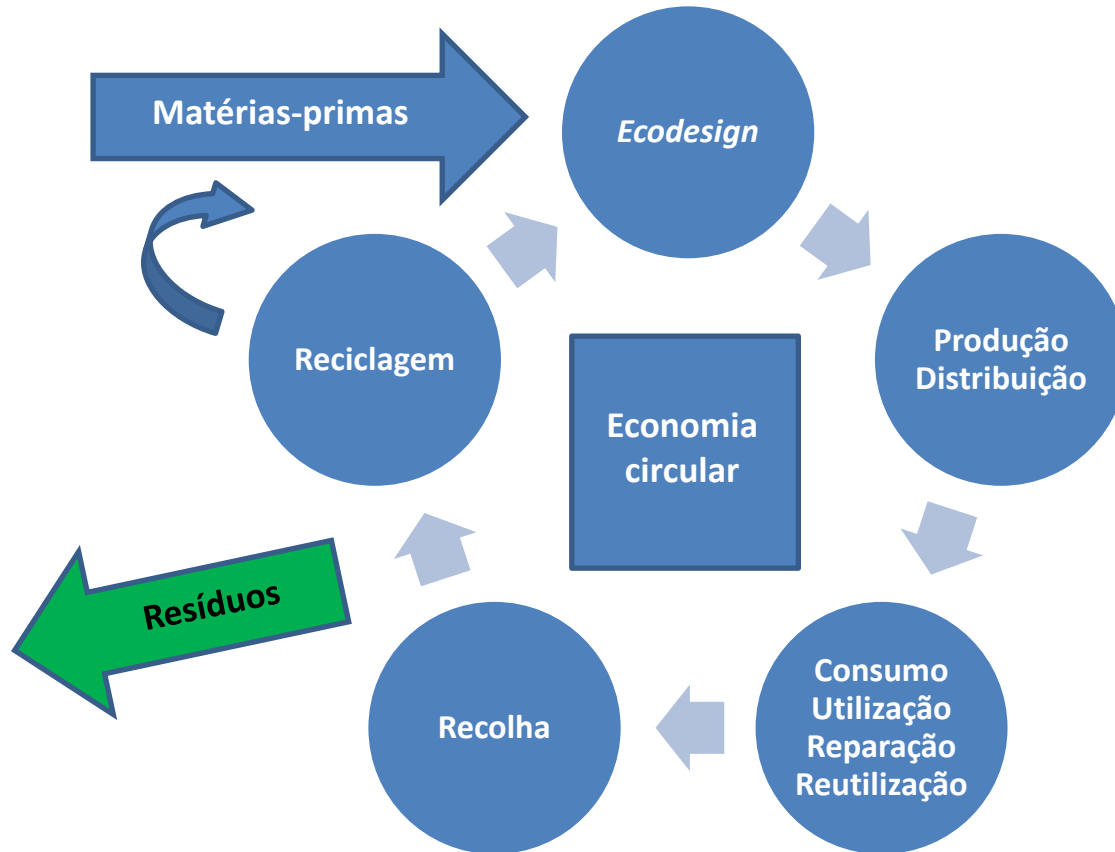 Matérias-primas
Ecodesign
Produção
Distribuição
Reciclagem
Economia
circular
Resíduos
Consumo
Utilização
Reparação
Reutilização
Recolha